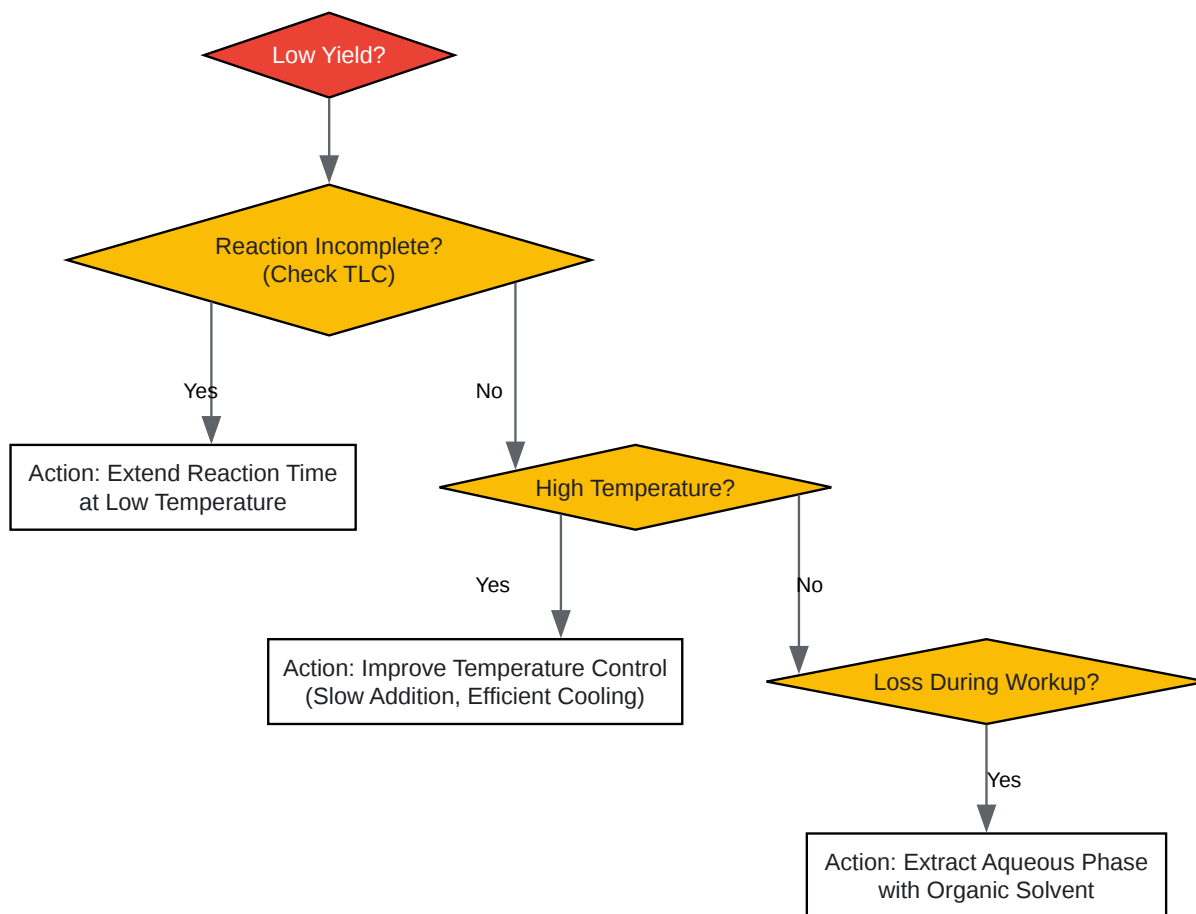 Low Yield?
Reaction Incomplete?
(Check TLC)
Yes
No
Action: Extend Reaction Time
at Low Temperature
High Temperature?
Yes
No
Action: Improve Temperature Control
(Slow Addition, Efficient Cooling)
Loss During Workup?
Yes
Action: Extract Aqueous Phase
with Organic Solvent